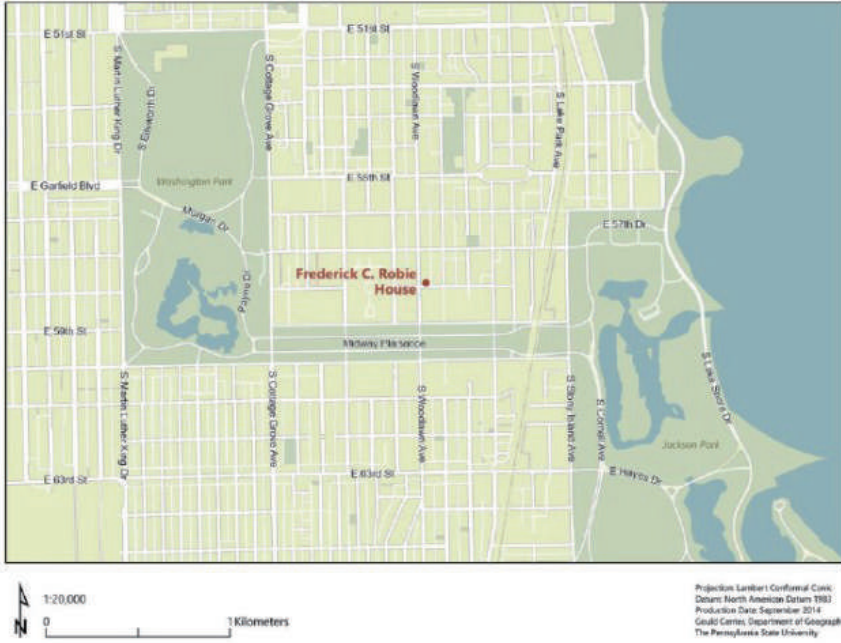 E 51st St
E 51st St
S Martin Luther King Dr
S Ellsworth Dr
S Cottage Grove Ave
S Woodlawn Ave
S Lake Park Ave
E 55th St
Washington Park
E Garfield Blvd
Morgan Dr
E 57th Dr
Frederick C. Robie
House
Payne Dr
E 59th St
Midway Plaisance
S Lake Shore Dr
S Martin Luther King Dr
S Cottage Grove Ave
S Woodlawn Ave
S Stony Island Ave
S Cornell Ave
Jackson Park
E 63rd St
E 63rd St
E Hayes Dr
N
1:20,000
0
1 Kilometers
Projection: Lambert Conformal Conic
Datum: North American Datum 1983
Production Date: September 2014
Gould Center, Department of Geograph
The Pennsylvania State University